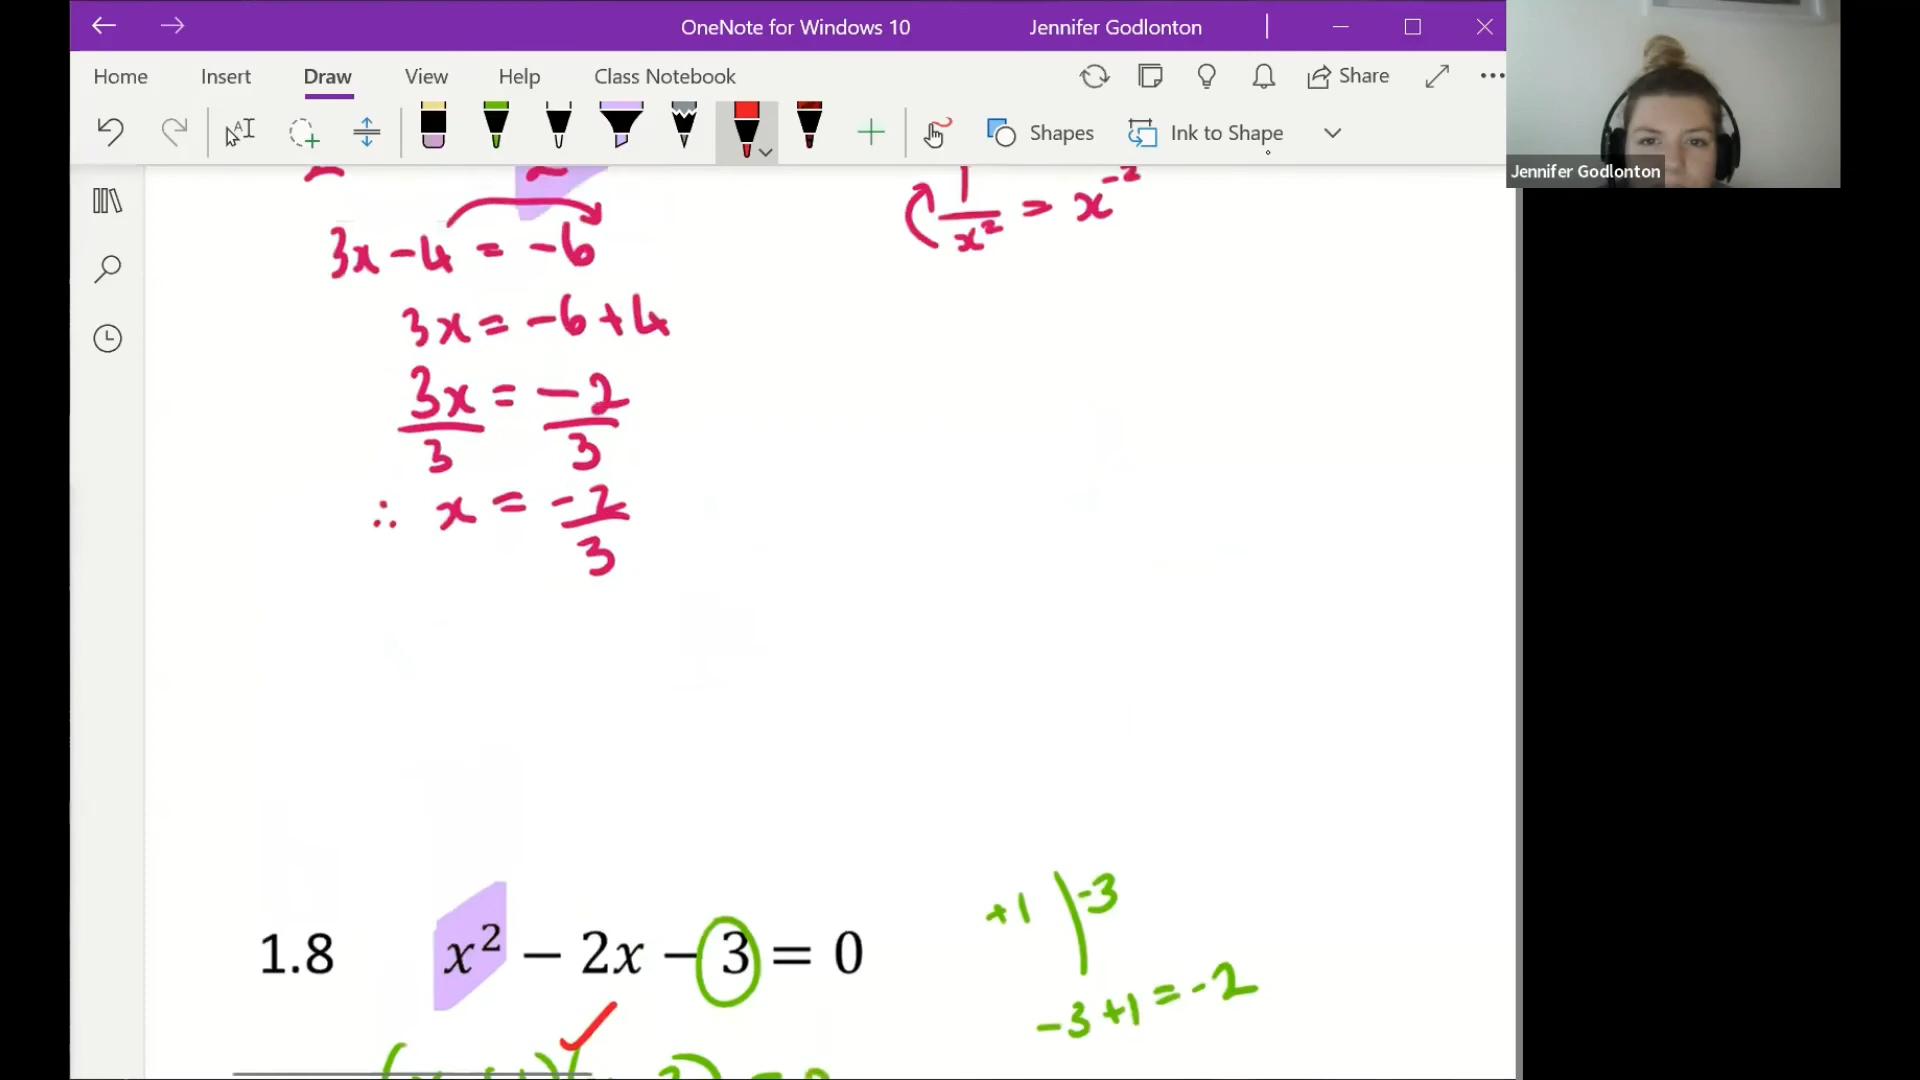 OneNote for Windows 10 Jennifer Godlonton
Home Insert Draw View Help Class Notebook Share
Shapes Ink to Shape
Jennifer Godlonton
1/x² = x⁻²
3x - 4 = -6
3x = -6 + 4
3x/3 = -2/3
∴ x = -2/3
+1 -3
1.8 x² − 2x − 3 = 0
-3 +1 = -2